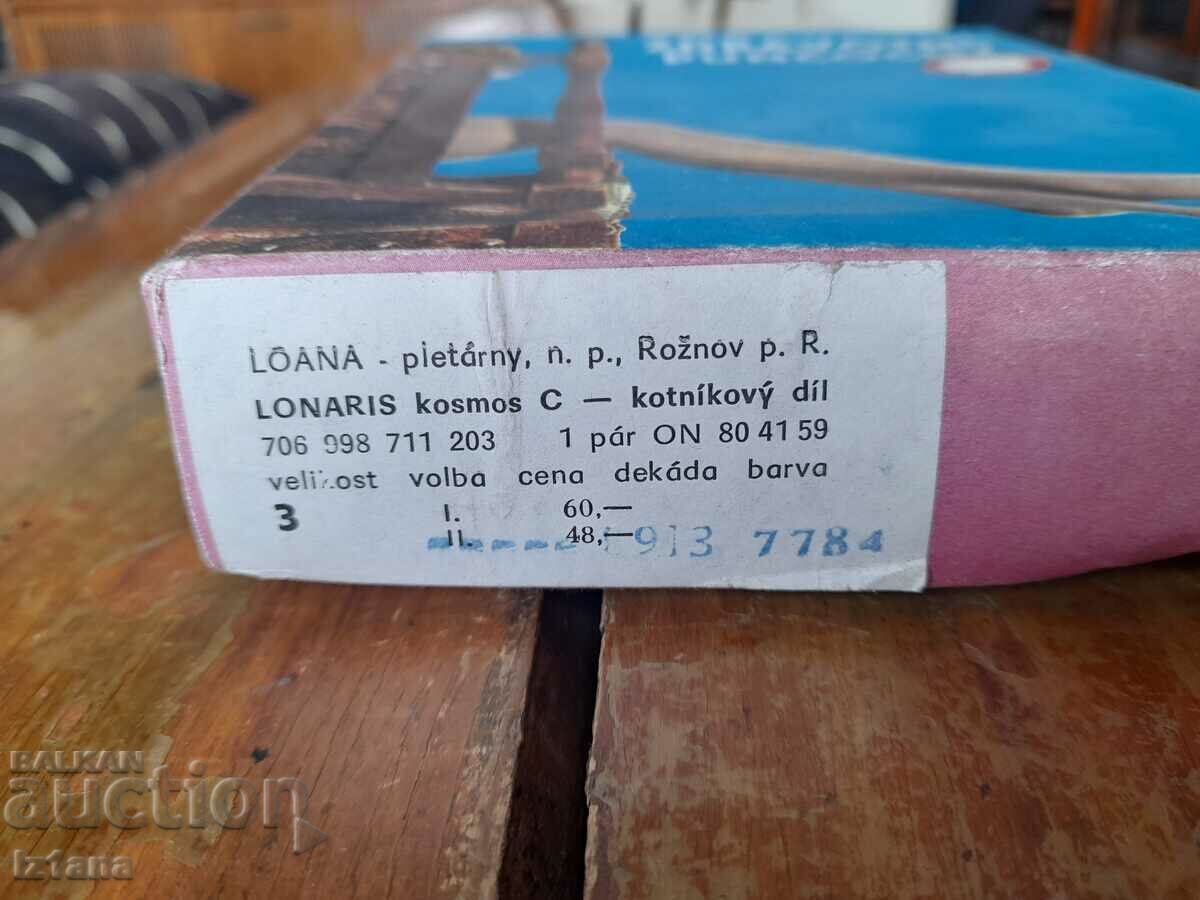 LOANA - pletárny, n. p., Rožnov p. R.
LONARIS kosmos C — kotníkový díl
706 998 711 203 1 pár ON 80 41 59
velikost volba cena dekáda barva
3 I. 60,—
II. 48,— 913 7784
BALKAN
auction
Iztana